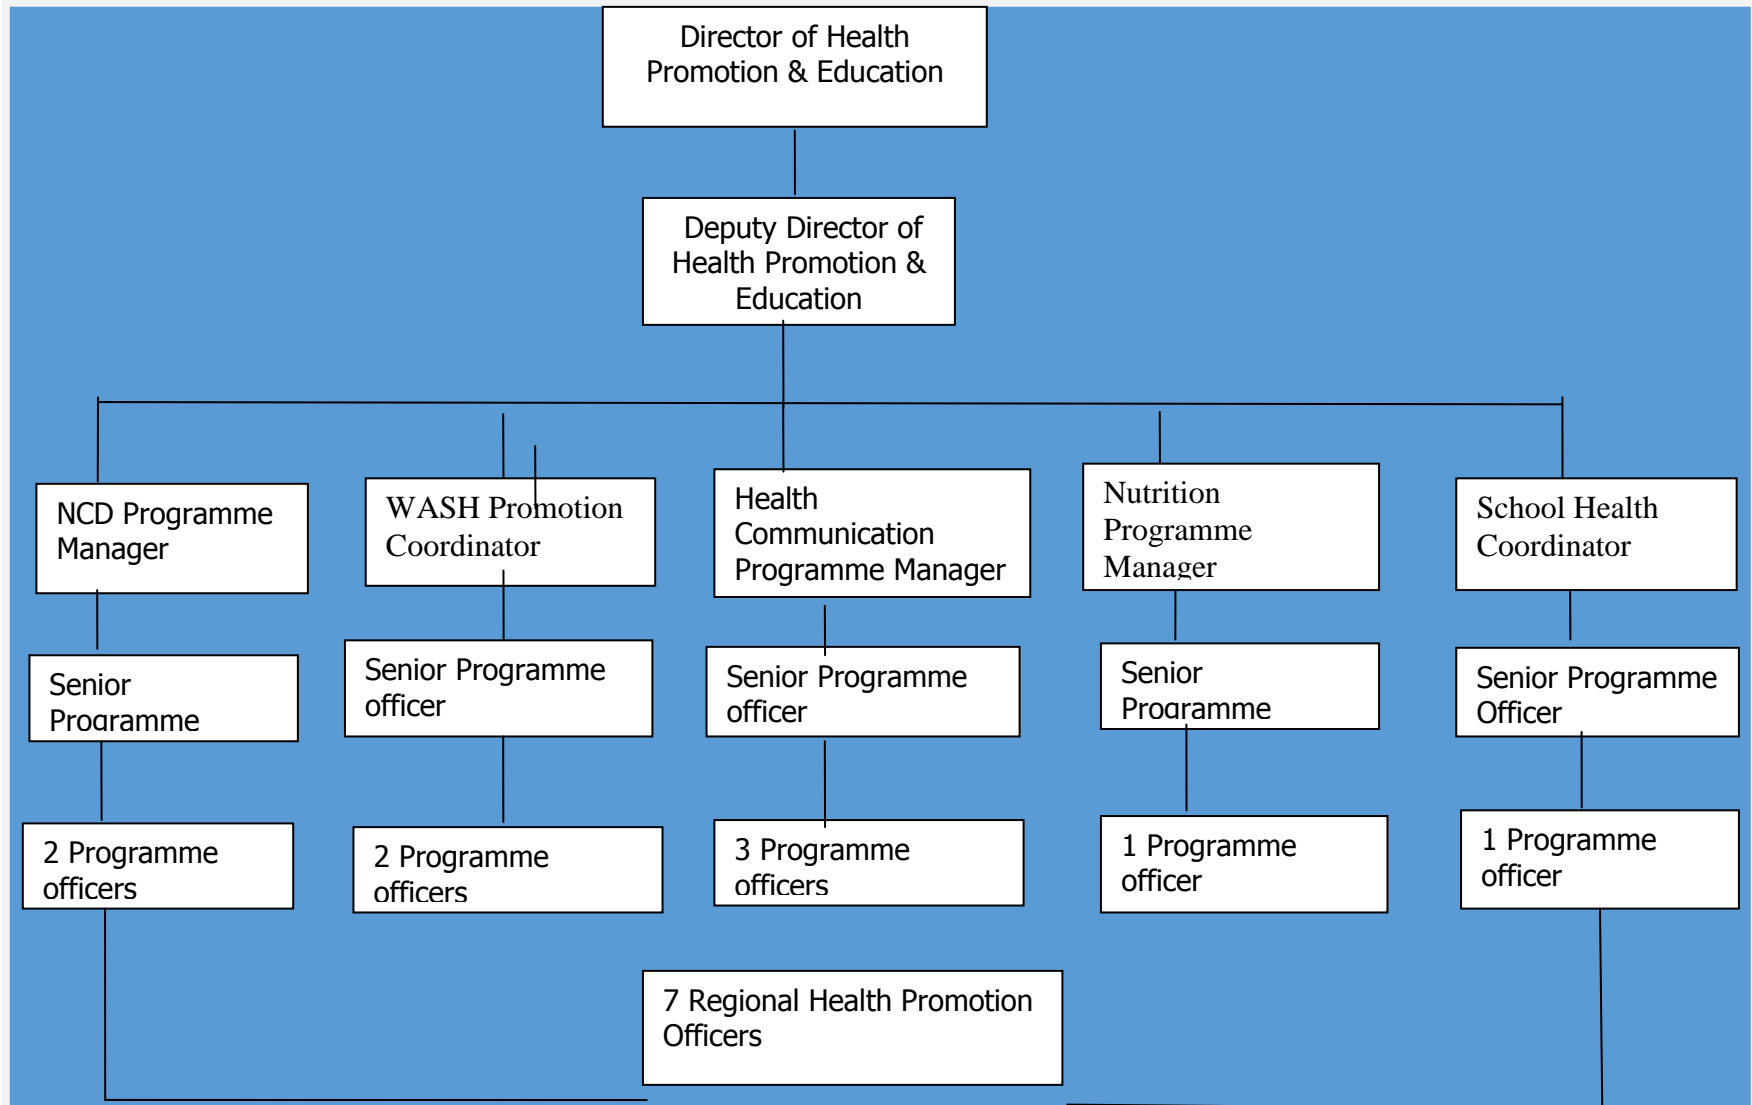 Director of Health
Promotion & Education
Deputy Director of
Health Promotion &
Education
NCD Programme
Manager
WASH Promotion
Coordinator
Health
Communication
Programme Manager
Nutrition
Programme
Manager
School Health
Coordinator
Senior
Programme
Senior Programme
officer
Senior Programme
officer
Senior
Programme
Senior Programme
Officer
2 Programme
officers
2 Programme
officers
3 Programme
officers
1 Programme
officer
1 Programme
officer
7 Regional Health Promotion
Officers